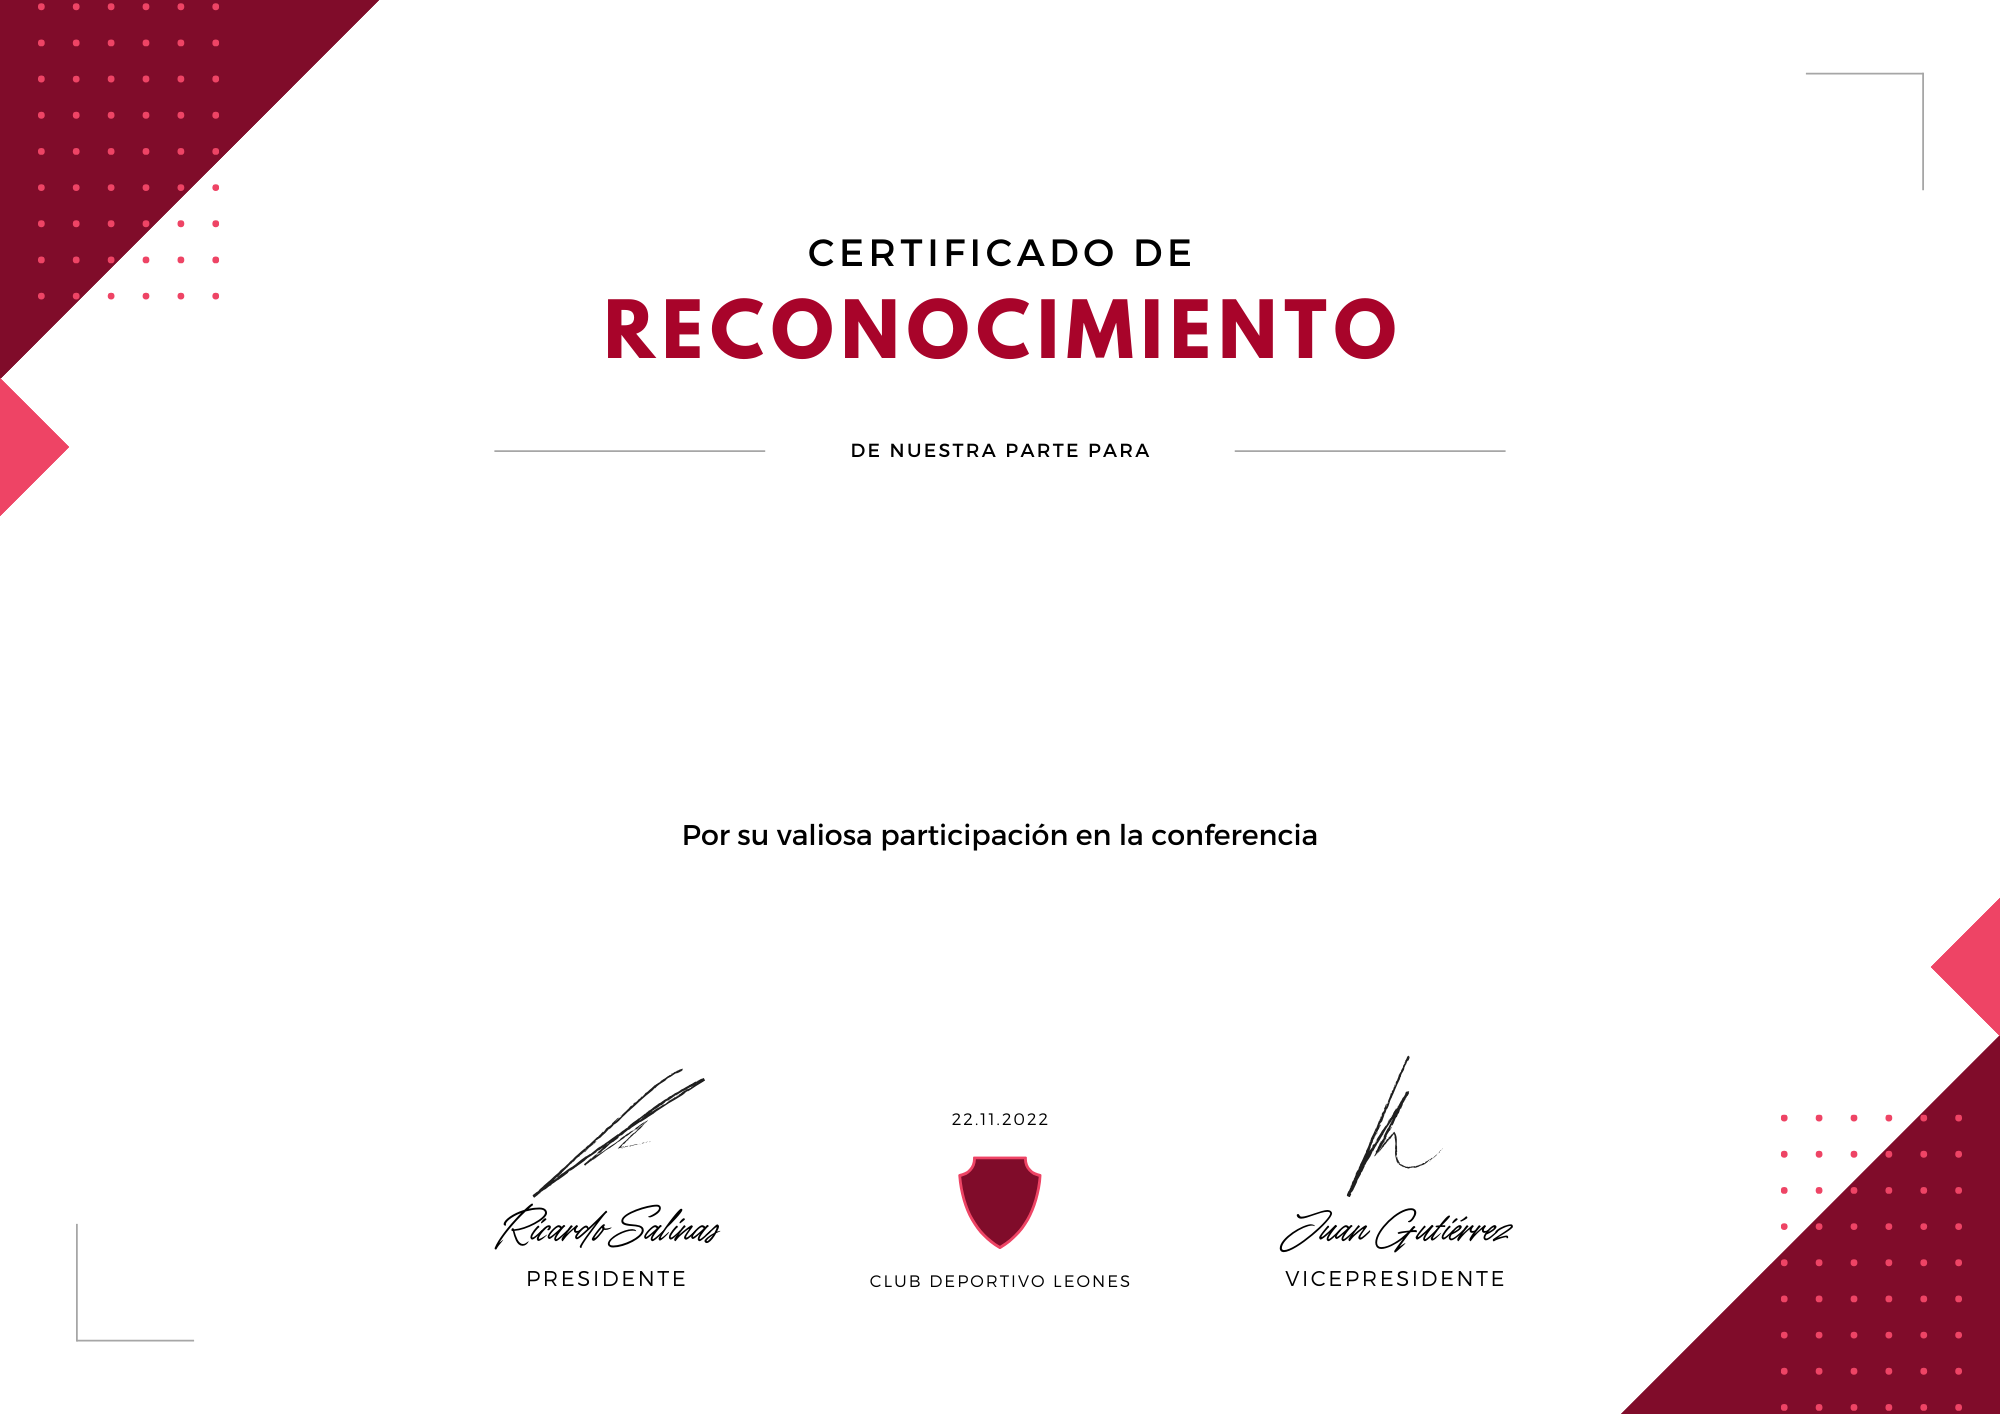 CERTIFICADO DE
RECONOCIMIENTO
DE NUESTRA PARTE PARA
Por su valiosa participación en la conferencia
22.11.2022
Ricardo Salinas
PRESIDENTE
CLUB DEPORTIVO LEONES
Juan Gutiérrez
VICEPRESIDENTE